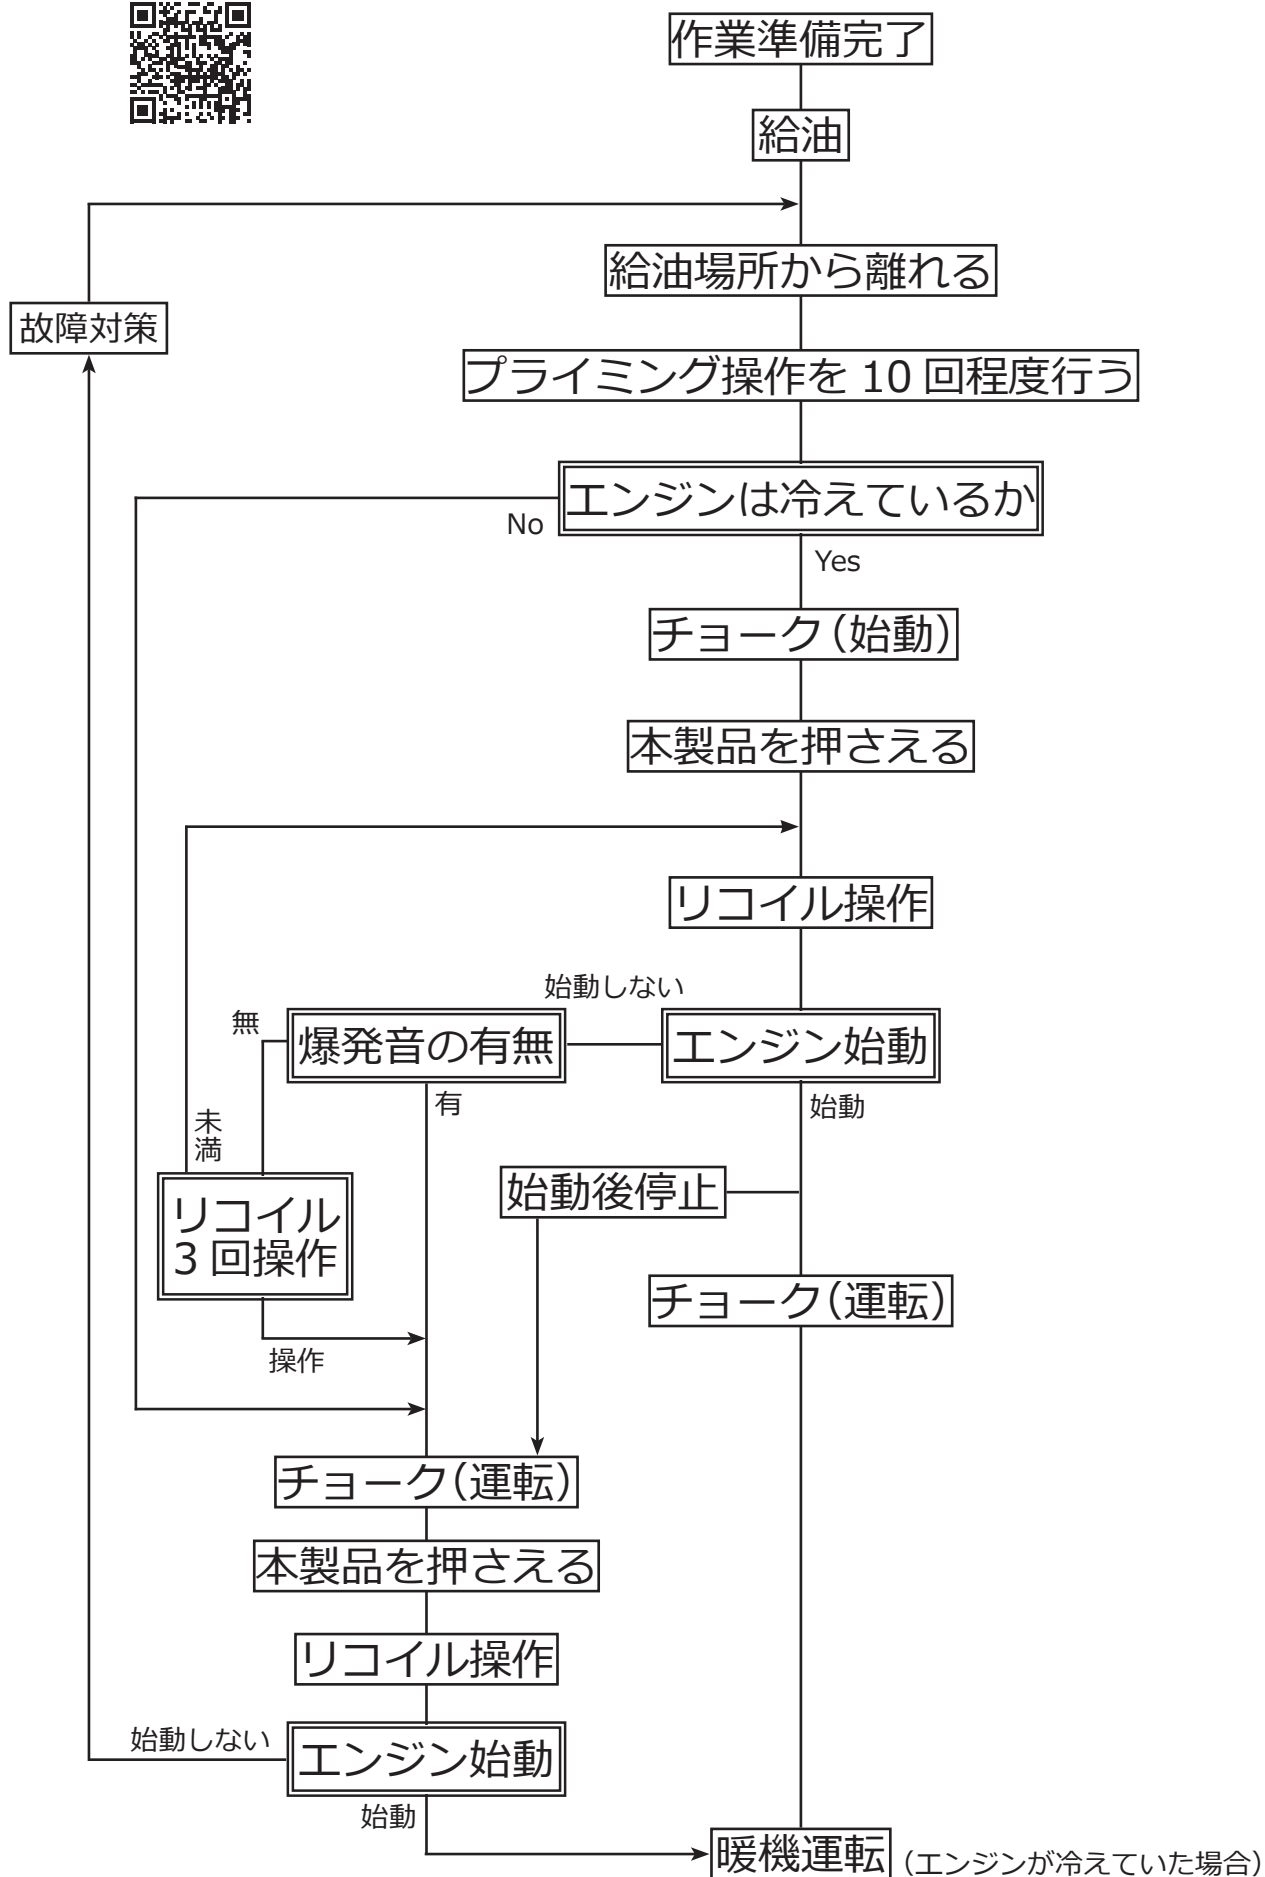 作業準備完了
給油
給油場所から離れる
故障対策
プライミング操作を 10 回程度行う
エンジンは冷えているか
No
Yes
チョーク（始動）
本製品を押さえる
リコイル操作
始動しない
無
爆発音の有無
エンジン始動
有
始動
未満
始動後停止
リコイル
3 回操作
チョーク（運転）
操作
チョーク（運転）
本製品を押さえる
リコイル操作
始動しない
エンジン始動
始動
暖機運転（エンジンが冷えていた場合）